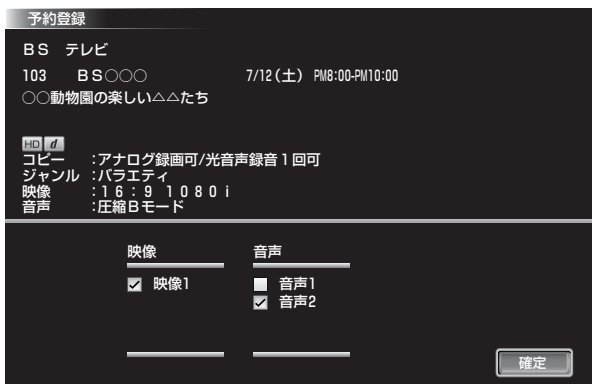 予約登録
BS テレビ
103 BS○○○ 7/12(土) PM8:00-PM10:00
○○動物園の楽しい△△たち
HD d
コピー :アナログ録画可/光音声録音1回可
ジャンル :バラエティ
映像 :16:9 1080i
音声 :圧縮Bモード
映像 音声
映像1 音声1
音声2
確定